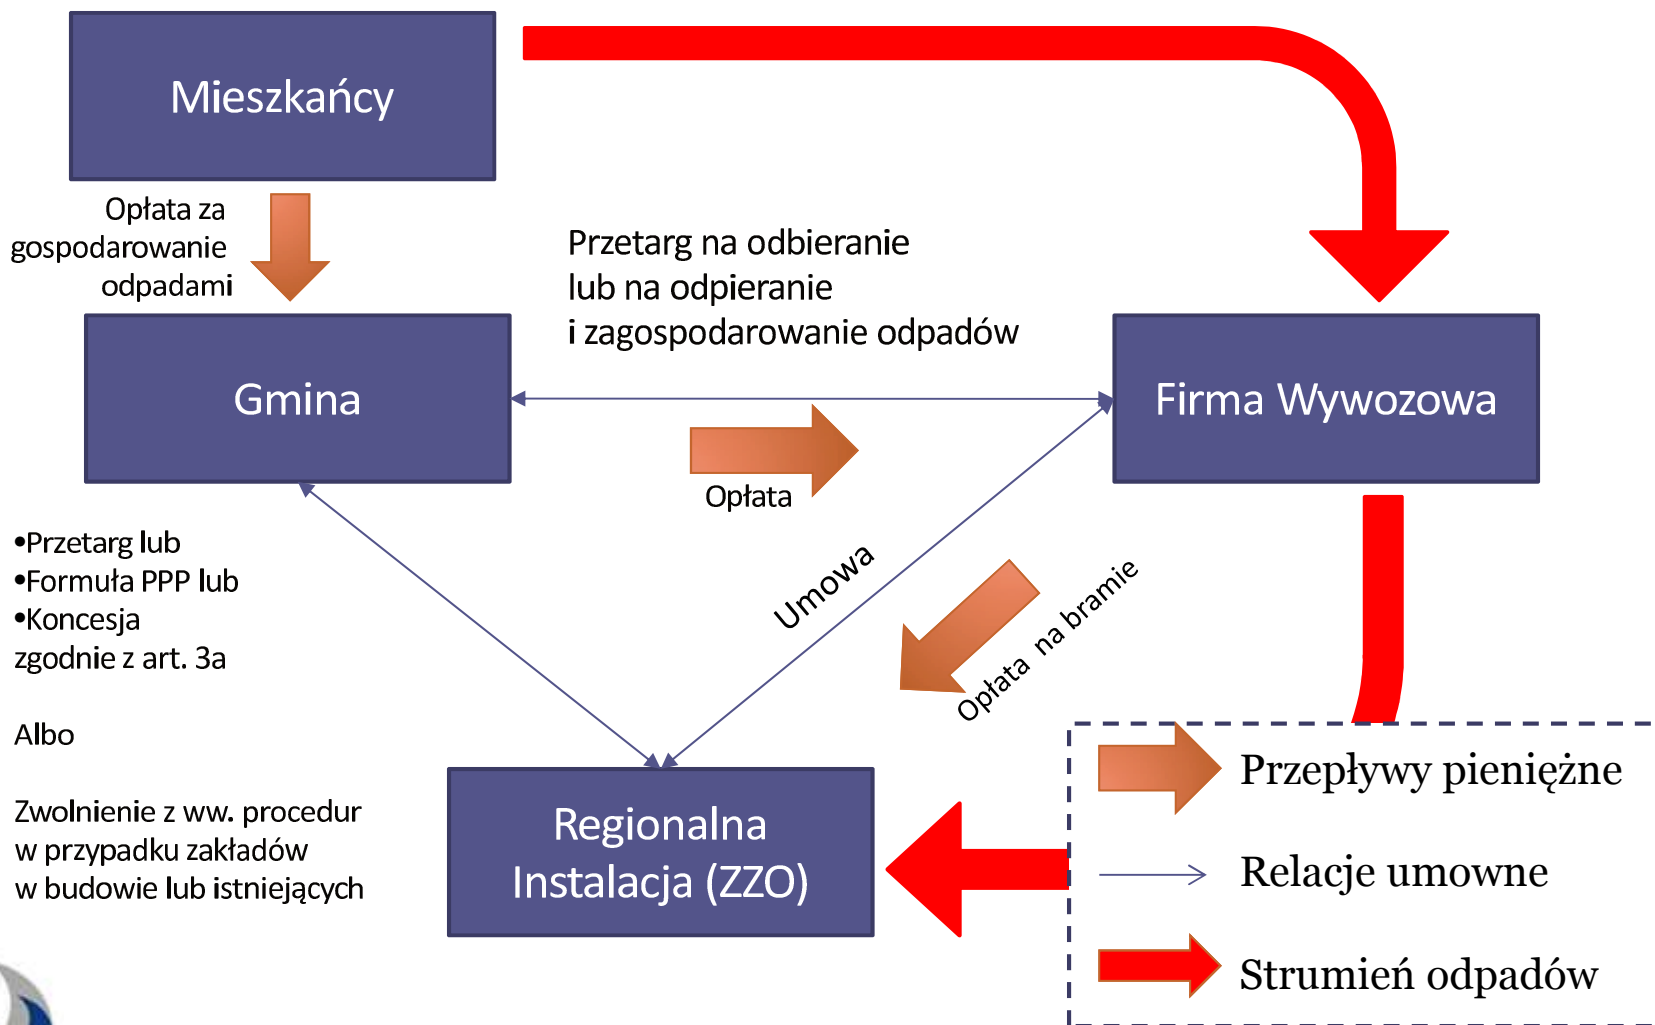 Mieszkańcy
Opłata za
gospodarowanie
odpadami
Przetarg na odbieranie
lub na odpieranie
i zagospodarowanie odpadów
Gmina
Firma Wywozowa
Opłata
•Przetarg lub
•Formuła PPP lub
•Koncesja
zgodnie z art. 3a
Albo
Zwolnienie z ww. procedur
w przypadku zakładów
w budowie lub istniejących
Umowa
Opłata na bramie
Regionalna
Instalacja (ZZO)
Przepływy pieniężne
Relacje umowne
Strumień odpadów